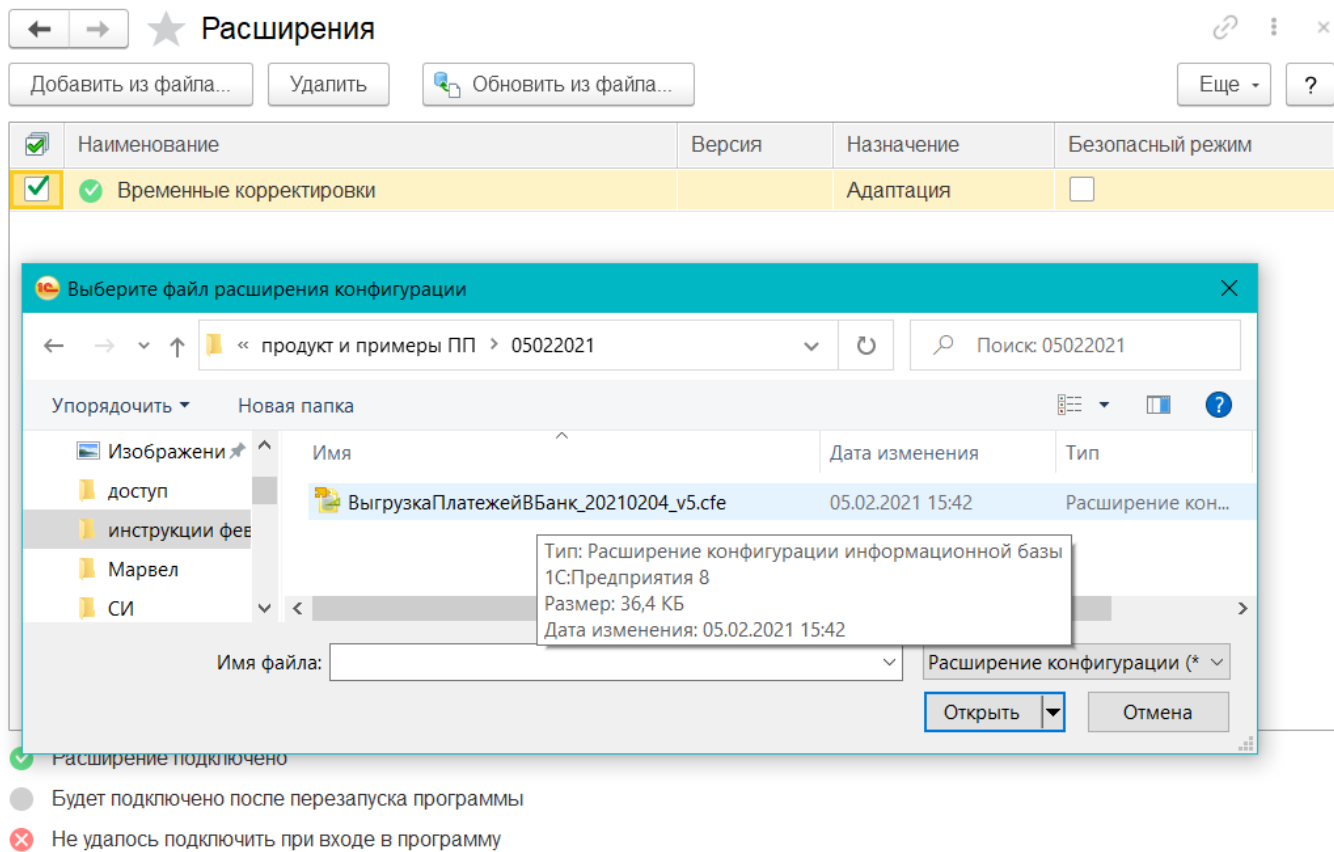 Расширения
Добавить из файла... Удалить Обновить из файла... Еще ?
Наименование Версия Назначение Безопасный режим
Временные корректировки Адаптация
1С Выберите файл расширения конфигурации
« продукт и примеры ПП > 05022021 Поиск: 05022021
Упорядочить Новая папка ?
Изображени Имя Дата изменения Тип
доступ ВыгрузкаПлатежейВБанк_20210204_v5.cfe 05.02.2021 15:42 Расширение кон...
инструкции фев
Тип: Расширение конфигурации информационной базы
1С:Предприятия 8
Размер: 36,4 КБ
Дата изменения: 05.02.2021 15:42
Марвел
СИ
Имя файла: Расширение конфигурации (*
Открыть Отмена
Расширение подключено
Будет подключено после перезапуска программы
Не удалось подключить при входе в программу